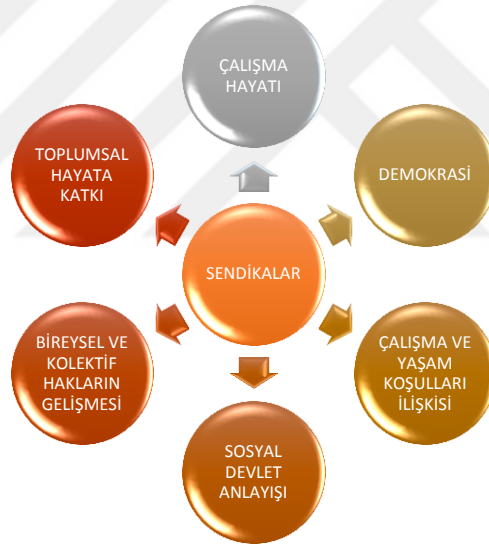 ÇALIŞMA
HAYATI
TOPLUMSAL
HAYATA
KATKI
DEMOKRASİ
SENDİKALAR
BİREYSEL VE
KOLEKTİF
HAKLARIN
GELİŞMESİ
ÇALIŞMA VE
YAŞAM
KOŞULLARI
İLİŞKİSİ
SOSYAL
DEVLET
ANLAYIŞI